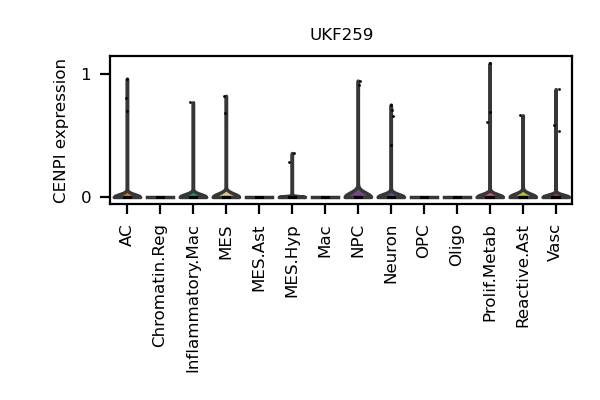 UKF259
CENPI expression
1
0
AC
Chromatin.Reg
Inflammatory.Mac
MES
MES.Ast
MES.Hyp
Mac
NPC
Neuron
OPC
Oligo
Prolif.Metab
Reactive.Ast
Vasc